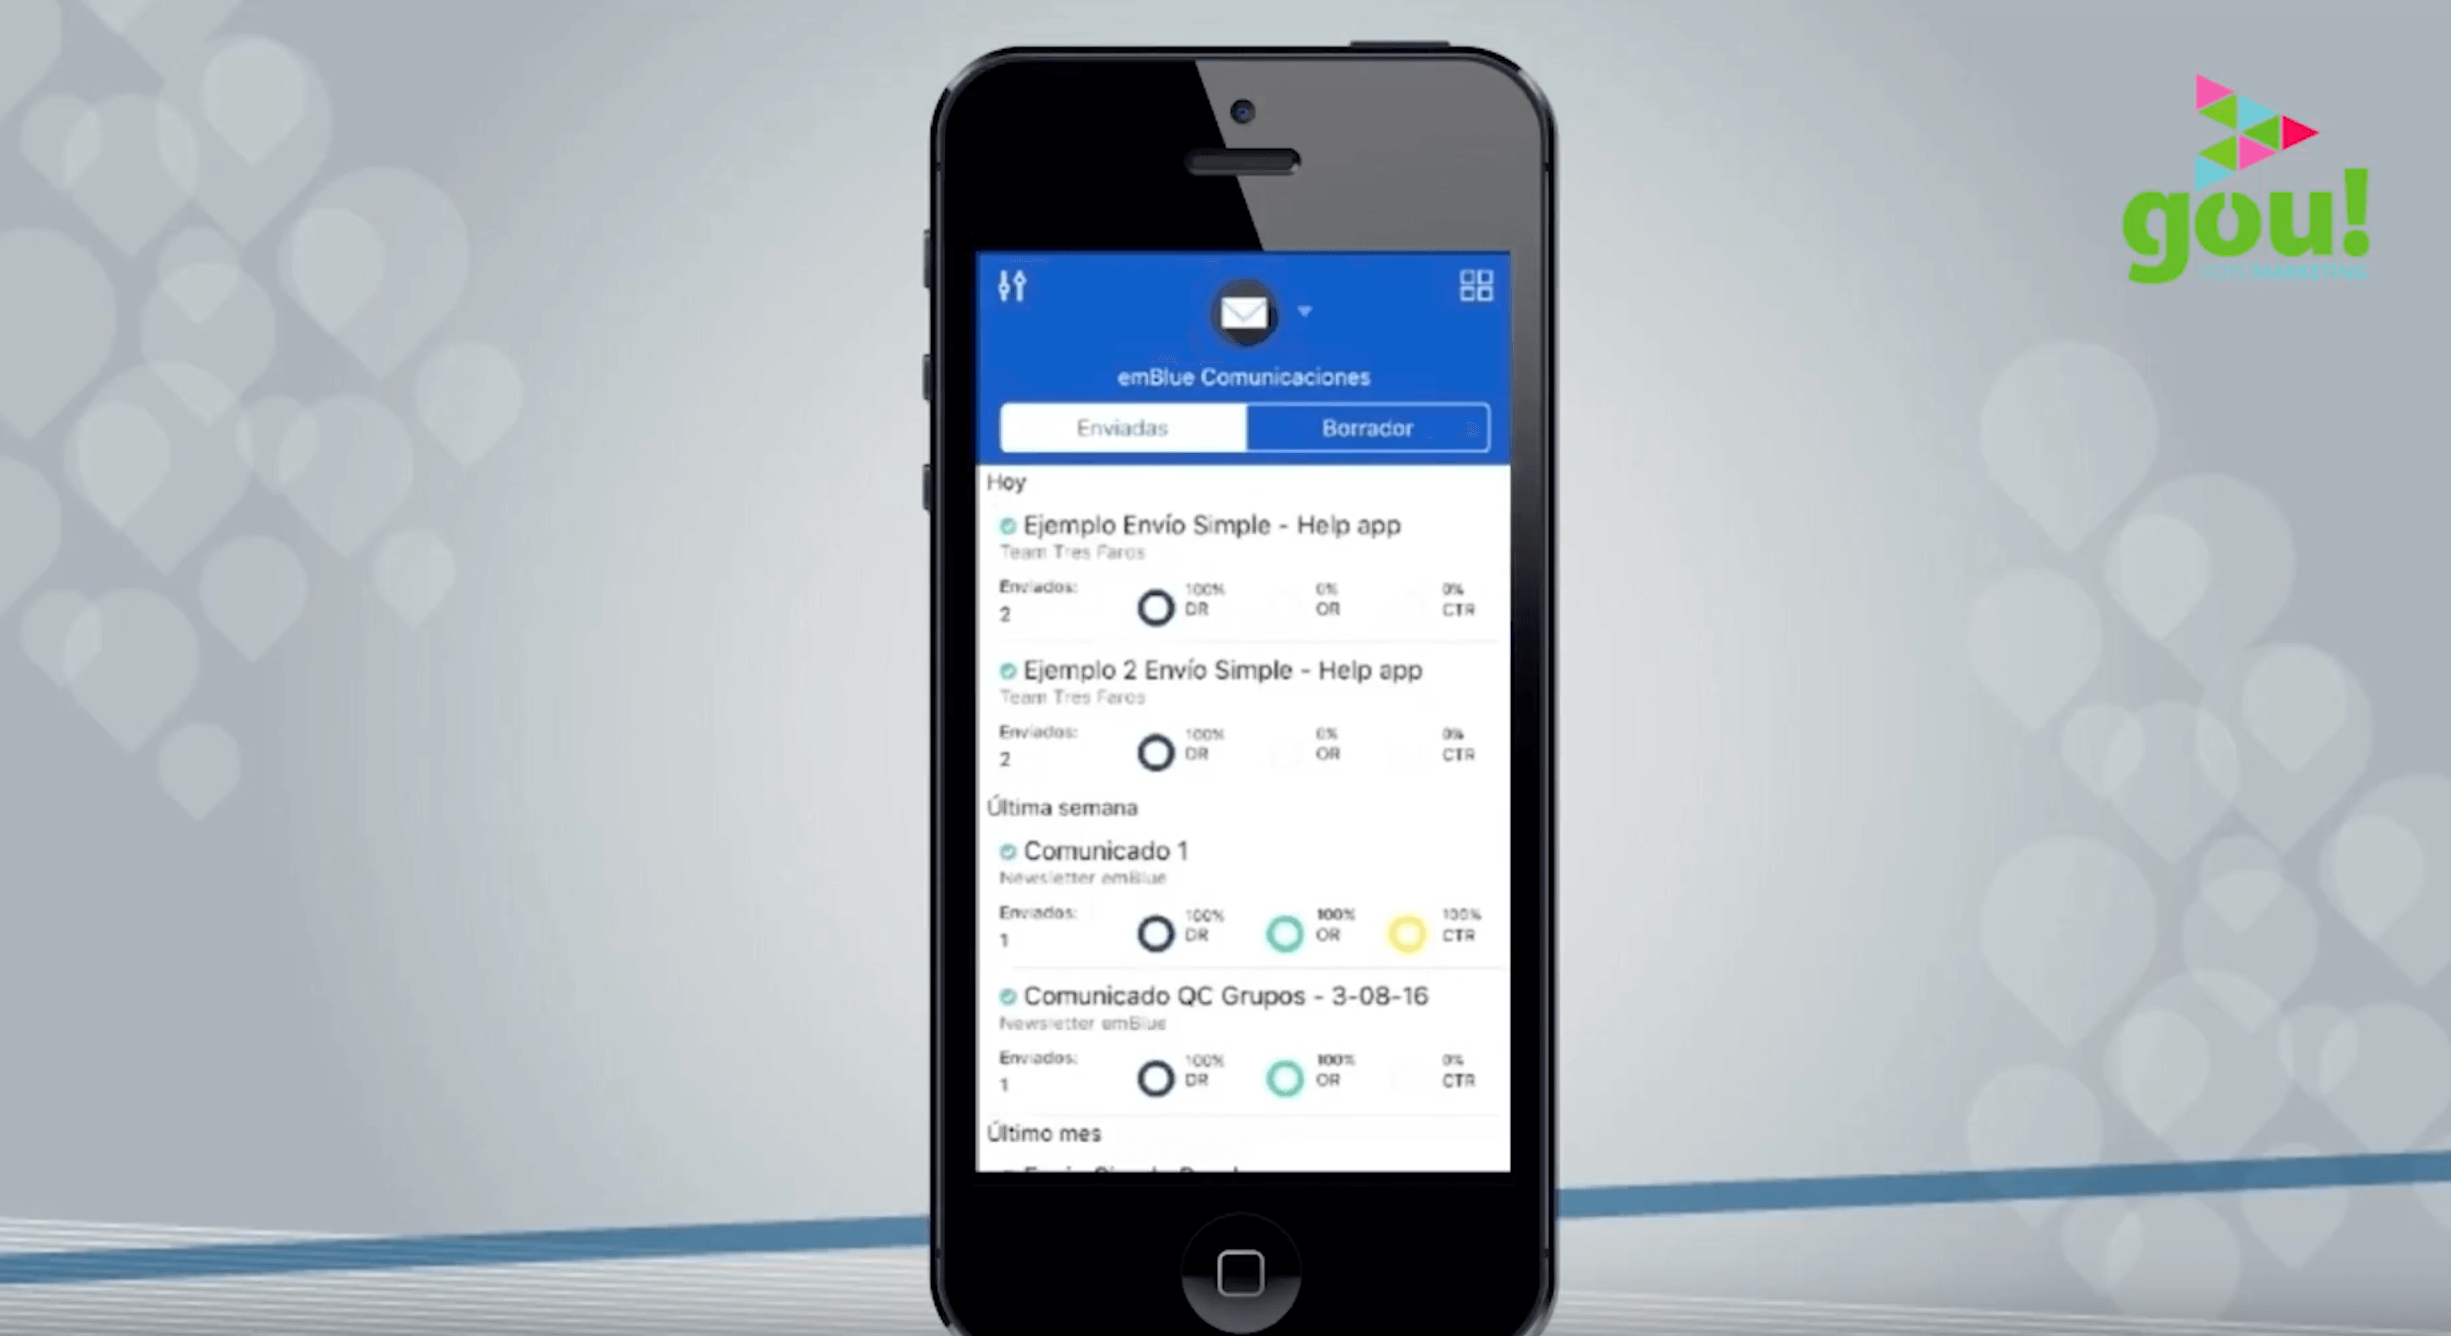 gou!
VIDEOMARKETING
emBlue Comunicaciones
Enviadas
Borrador
Hoy
Ejemplo Envío Simple - Help app
Team Tres Faros
Enviados:
2
100%
DR
0%
OR
0%
CTR
Ejemplo 2 Envío Simple - Help app
Team Tres Faros
Enviados:
2
100%
DR
0%
OR
0%
CTR
Última semana
Comunicado 1
Newsletter emBlue
Enviados:
1
100%
DR
100%
OR
100%
CTR
Comunicado QC Grupos - 3-08-16
Newsletter emBlue
Enviados:
1
100%
DR
100%
OR
0%
CTR
Último mes